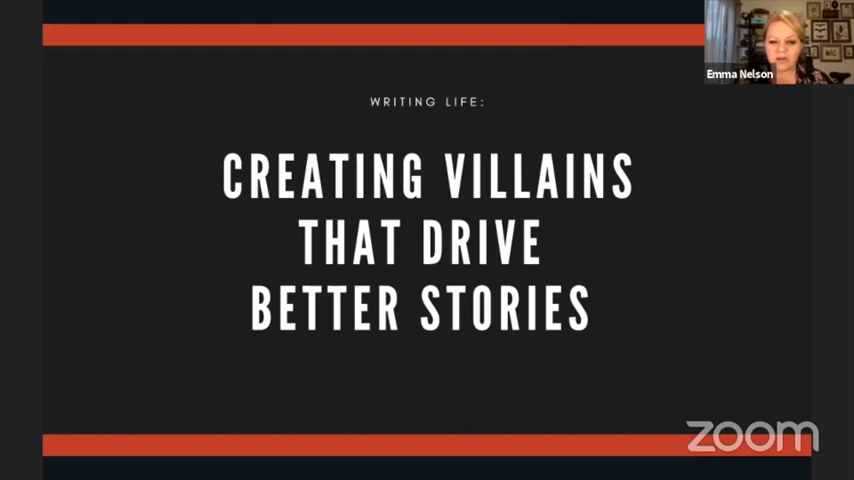 Emma Nelson
WRITING LIFE:
CREATING VILLAINS
THAT DRIVE
BETTER STORIES
zoom